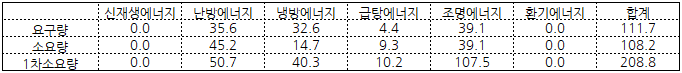 신재생에너지 난방에너지 냉방에너지 급탕에너지 조명에너지 환기에너지 합계
요구량 0.0 35.6 32.6 4.4 39.1 0.0 111.7
소요량 0.0 45.2 14.7 9.3 39.1 0.0 108.2
1차소요량 0.0 50.7 40.3 10.2 107.5 0.0 208.8